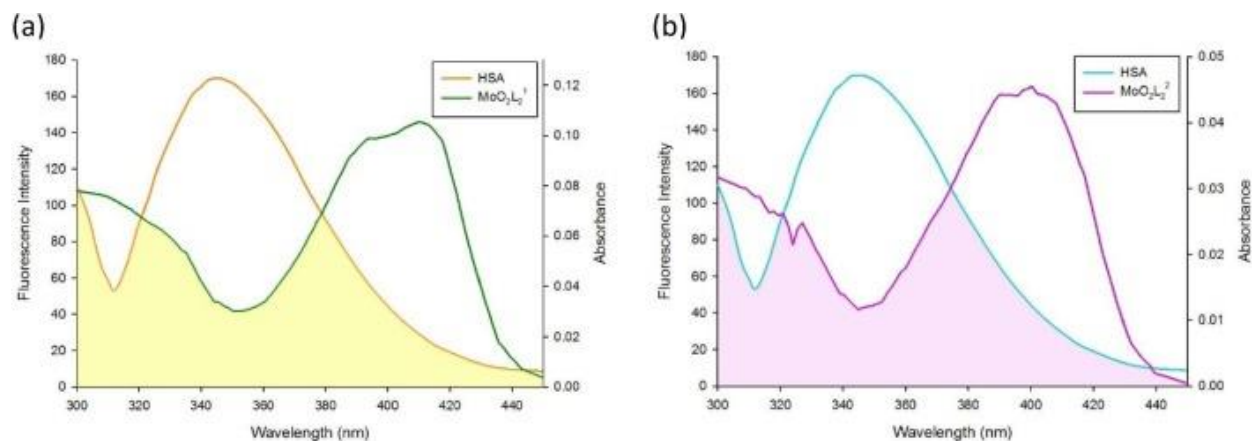 (a)
180
160
140
120
100
80
60
40
20
0
Fluorescence Intensity
HSA
MoO₂L₂¹
0.12
0.10
0.08
0.06
0.04
0.02
0.00
Absorbance
300 320 340 360 380 400 420 440
Wavelength (nm)
(b)
180
160
140
120
100
80
60
40
20
0
Fluorescence Intensity
HSA
MoO₂L₂²
0.05
0.04
0.03
0.02
0.01
0.00
Absorbance
300 320 340 360 380 400 420 440
Wavelength (nm)